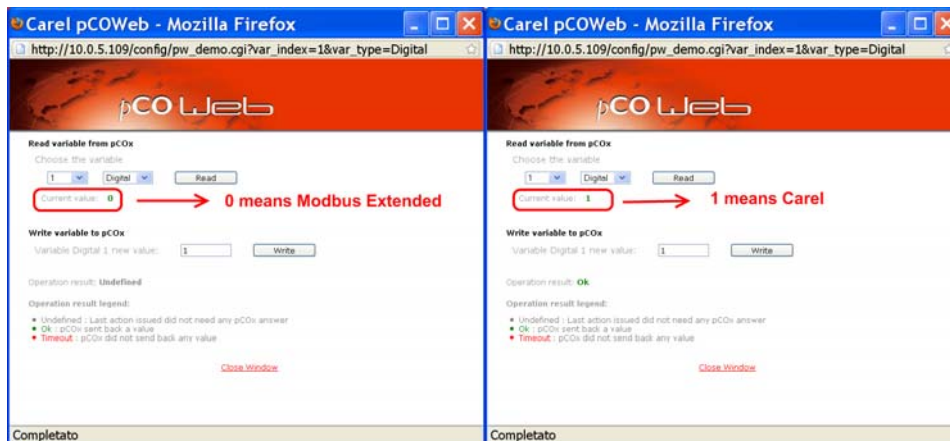 Carel pCOWeb - Mozilla Firefox
http://10.0.5.109/config/pw_demo.cgi?var_index=1&var_type=Digital
pCO Web
Read variable from pCOx
Choose the variable
1 Digital Read
Current value: 0
0 means Modbus Extended
Write variable to pCOx
Variable Digital 1 new value: 1 Write
Operation result: Undefined
Operation result legend:
Undefined : Last action issued did not need any pCOx answer
Ok : pCOx sent back a value
Timeout : pCOx did not send back any value
Close Window
Completato
Carel pCOWeb - Mozilla Firefox
http://10.0.5.109/config/pw_demo.cgi?var_index=1&var_type=Digital
pCO Web
Read variable from pCOx
Choose the variable
1 Digital Read
Current value: 1
1 means Carel
Write variable to pCOx
Variable Digital 1 new value: 1 Write
Operation result: Ok
Operation result legend:
Undefined : Last action issued did not need any pCOx answer
Ok : pCOx sent back a value
Timeout : pCOx did not send back any value
Close Window
Completato